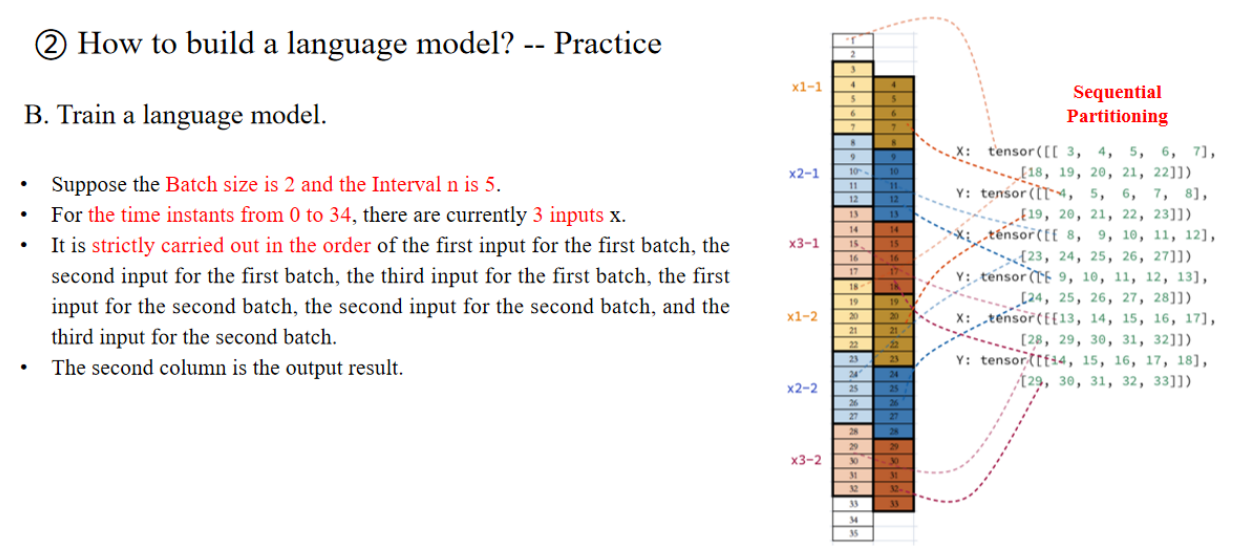 ② How to build a language model? -- Practice
B. Train a language model.
• Suppose the Batch size is 2 and the Interval n is 5.
• For the time instants from 0 to 34, there are currently 3 inputs x.
• It is strictly carried out in the order of the first input for the first batch, the
second input for the first batch, the third input for the first batch, the first
input for the second batch, the second input for the second batch, and the
third input for the second batch.
• The second column is the output result.
x1-1
x2-1
x3-1
x1-2
x2-2
x3-2
2
3
4 4
5 5
6 6
7 7
8 8
9 9
10 10
11 11
12 12
13 13
14 14
15 15
16 16
17 17
18 18
19 19
20 20
21 21
22 22
23 23
24 24
25 25
26 26
27 27
28 28
29 29
30 30
31 31
32 32
33 33
34
35
Sequential
Partitioning
X: tensor([[ 3, 4, 5, 6, 7],
[18, 19, 20, 21, 22]])
Y: tensor([[ 4, 5, 6, 7, 8],
[19, 20, 21, 22, 23]])
X: tensor([[ 8, 9, 10, 11, 12],
[23, 24, 25, 26, 27]])
Y: tensor([[ 9, 10, 11, 12, 13],
[24, 25, 26, 27, 28]])
X: tensor([[13, 14, 15, 16, 17],
[28, 29, 30, 31, 32]])
Y: tensor([[14, 15, 16, 17, 18],
[29, 30, 31, 32, 33]])